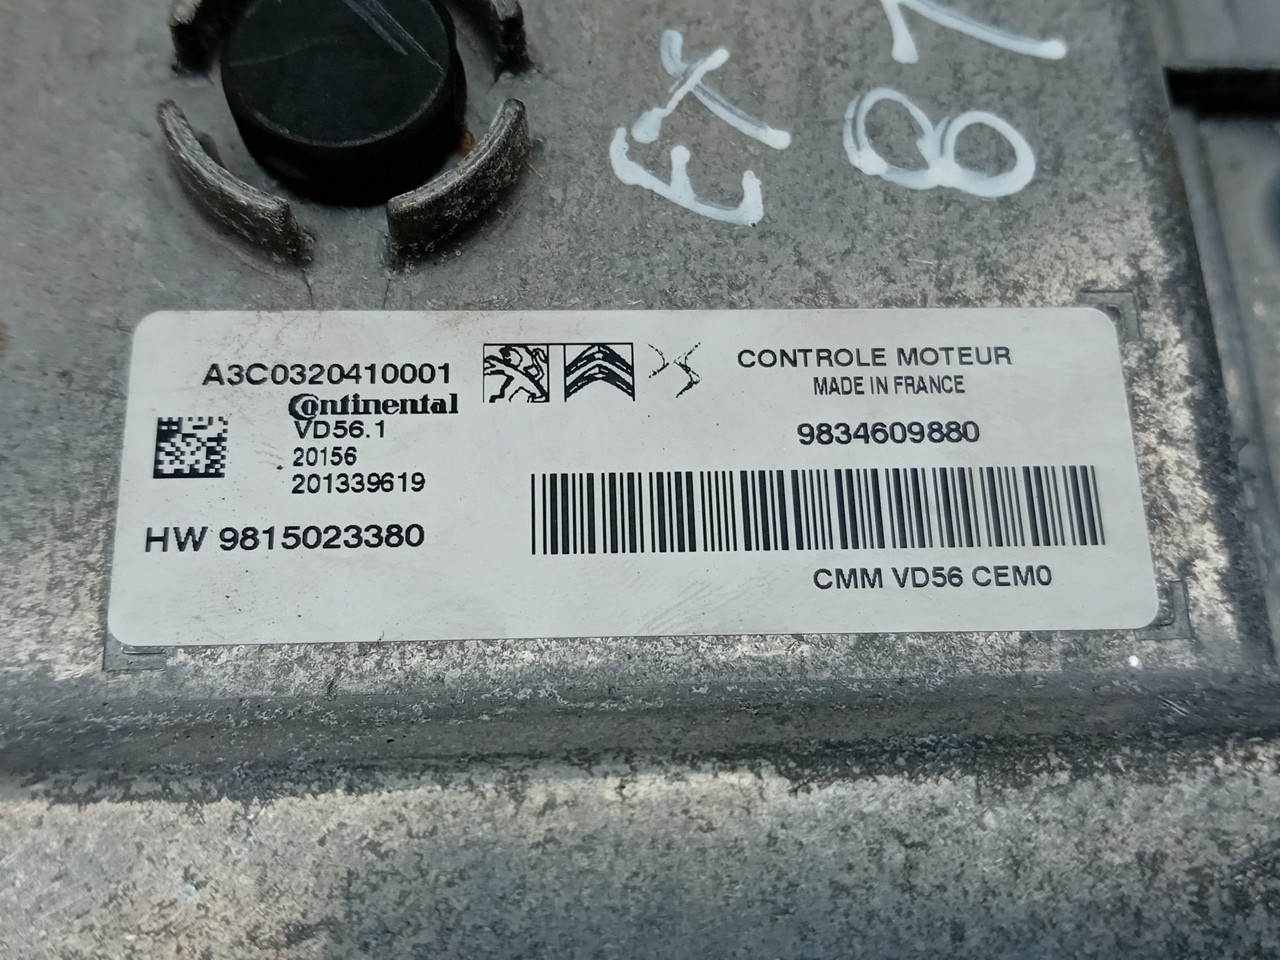 A3C0320410001
Continental
VD56.1
20156
201339619
HW 9815023380
CONTROLE MOTEUR
MADE IN FRANCE
9834609880
CMM VD56 CEM0